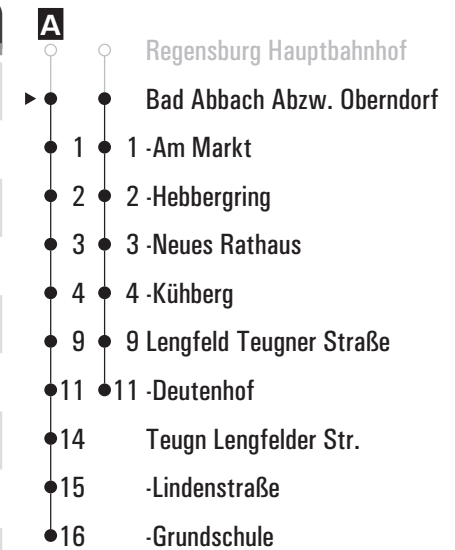 A
Regensburg Hauptbahnhof
Bad Abbach Abzw. Oberndorf
1 1 -Am Markt
2 2 -Hebbergring
3 3 -Neues Rathaus
4 4 -Kühberg
9 9 Lengfeld Teugner Straße
11 11 -Deutenhof
14 Teugn Lengfelder Str.
15 -Lindenstraße
16 -Grundschule